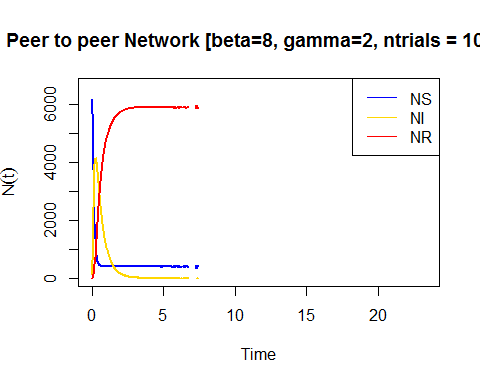 Peer to peer Network [beta=8, gamma=2, ntrials = 10
NS
NI
NR
6000
4000
2000
0
N(t)
0 5 10 15 20
Time